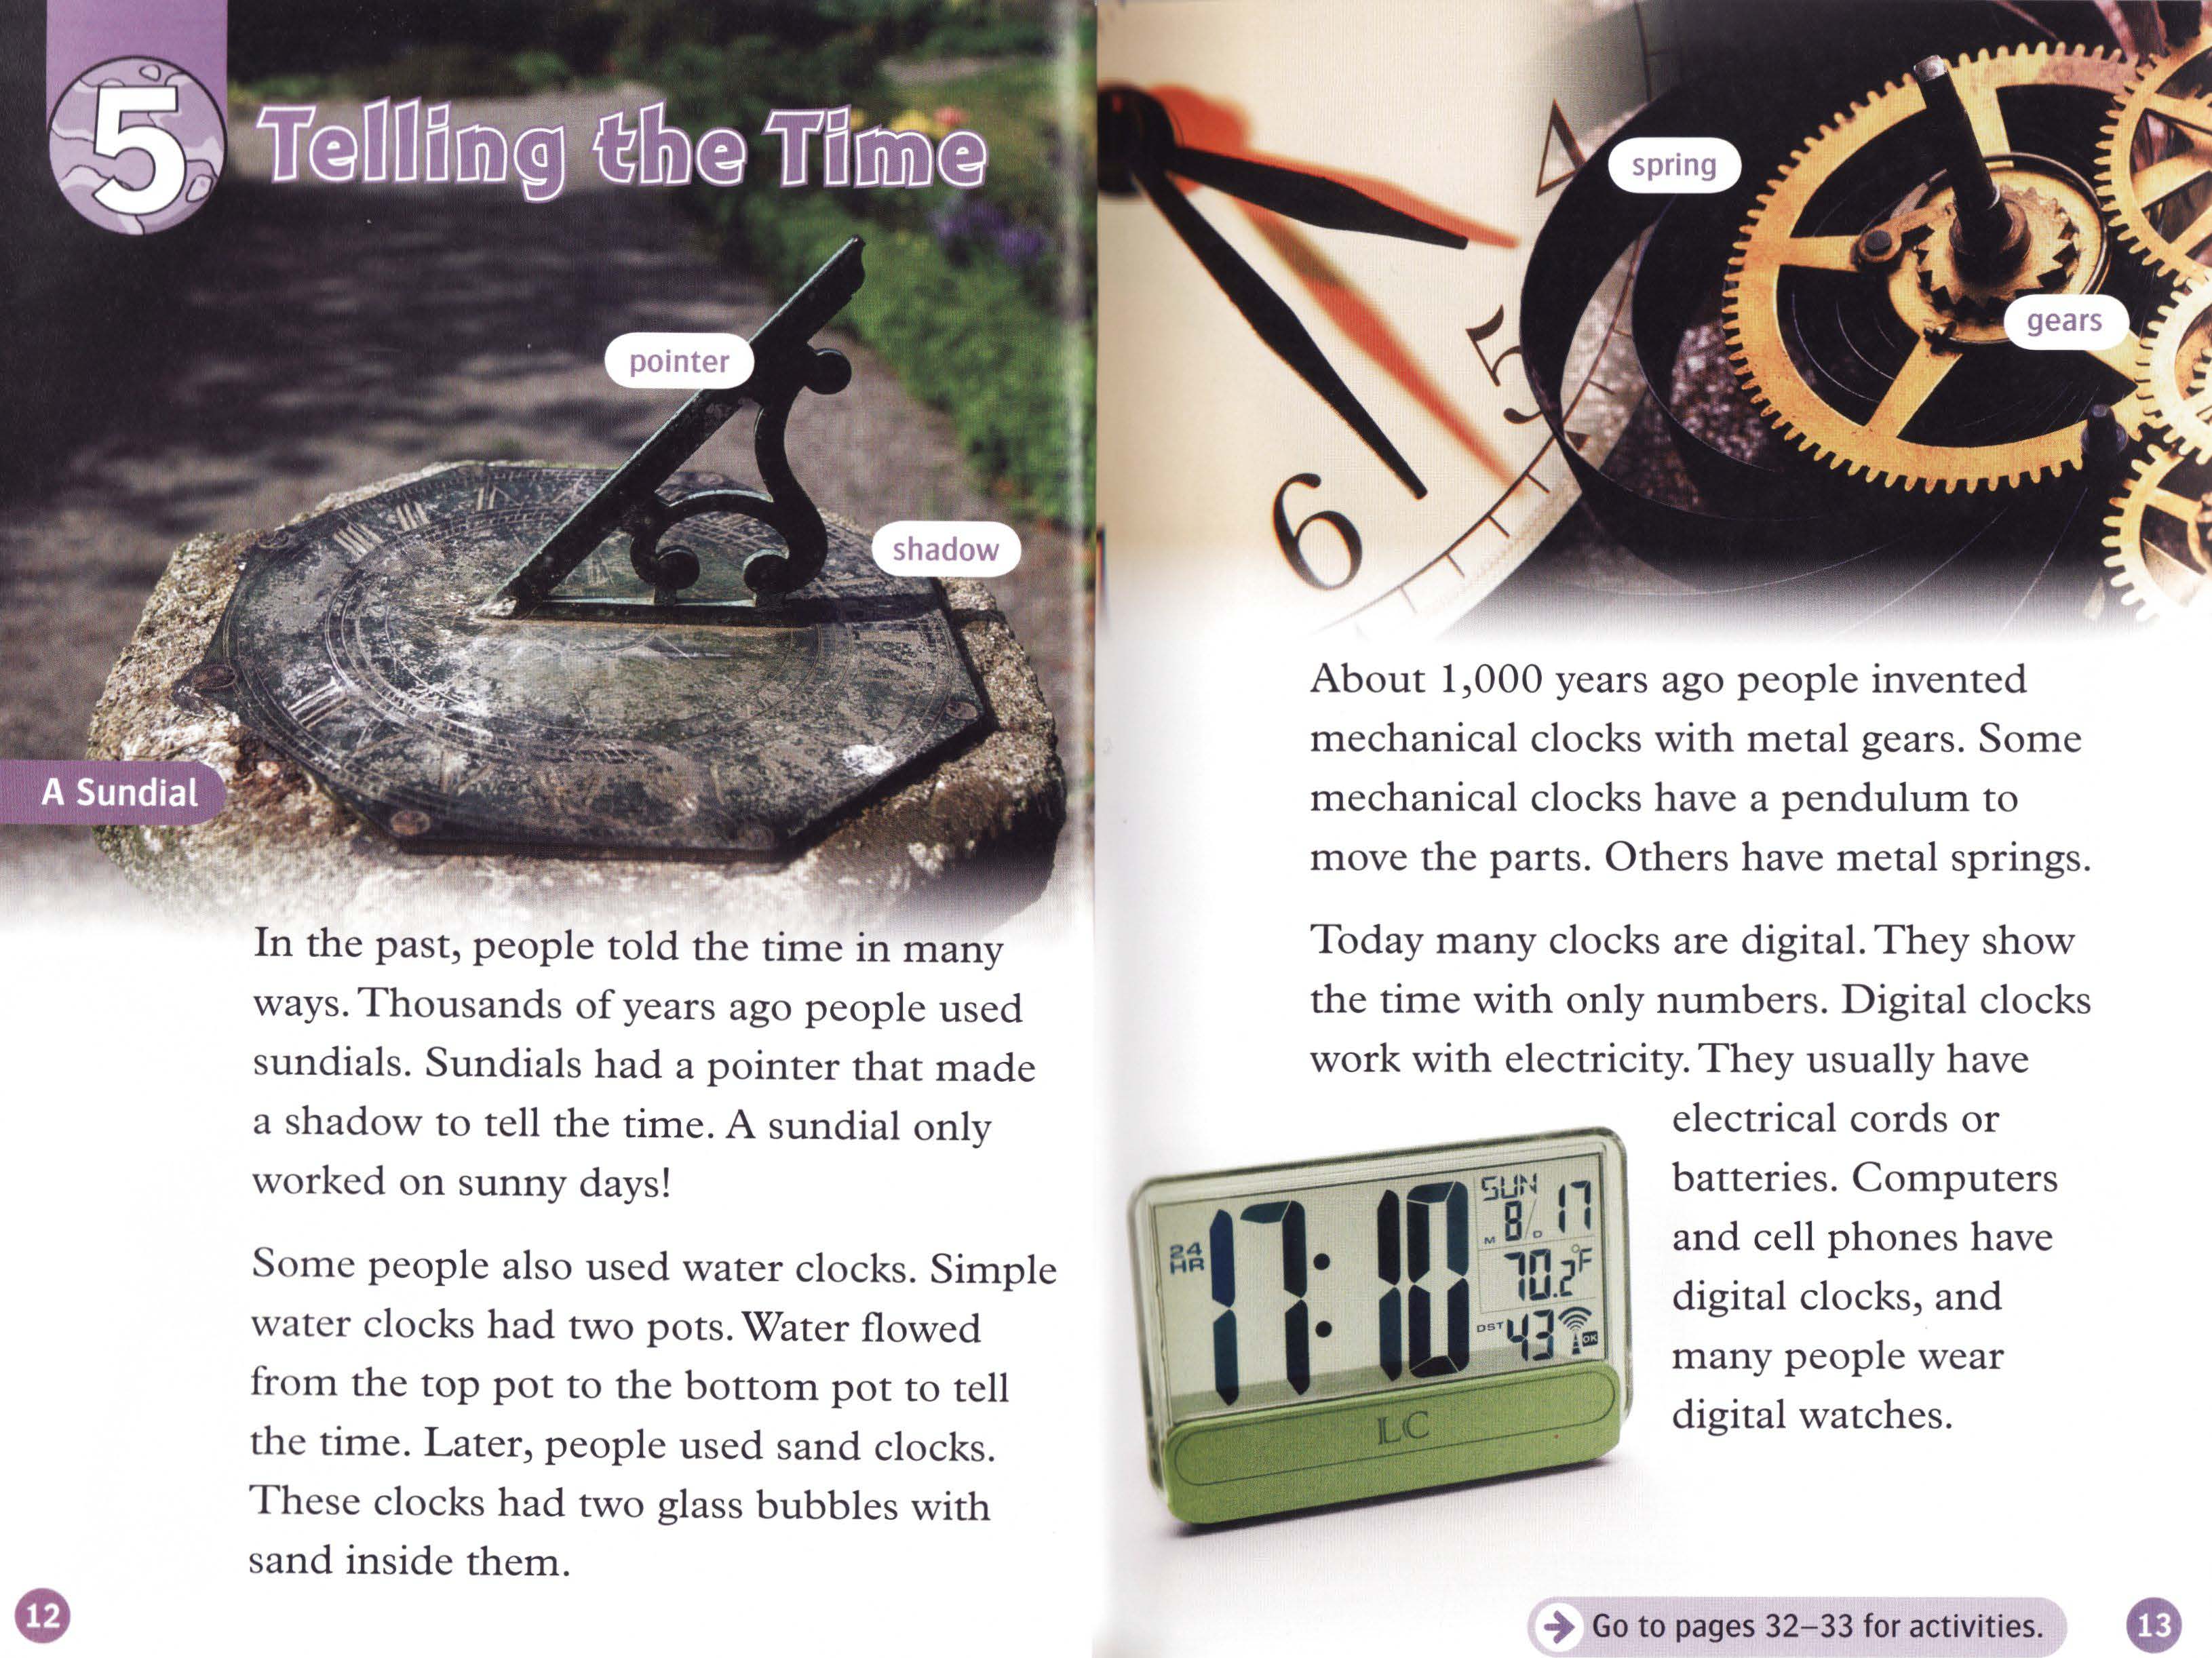 5
Telling the Time
pointer
shadow
A Sundial
In the past, people told the time in many
ways. Thousands of years ago people used
sundials. Sundials had a pointer that made
a shadow to tell the time. A sundial only
worked on sunny days!
Some people also used water clocks. Simple
water clocks had two pots. Water flowed
from the top pot to the bottom pot to tell
the time. Later, people used sand clocks.
These clocks had two glass bubbles with
sand inside them.
12
4
5
6
spring
gears
About 1,000 years ago people invented
mechanical clocks with metal gears. Some
mechanical clocks have a pendulum to
move the parts. Others have metal springs.
Today many clocks are digital. They show
the time with only numbers. Digital clocks
work with electricity. They usually have
electrical cords or
batteries. Computers
and cell phones have
digital clocks, and
many people wear
digital watches.
24
HR
17:10
SUN
M 8/ D 17
70.2°F
DST 43 OK
LC
Go to pages 32–33 for activities.
13